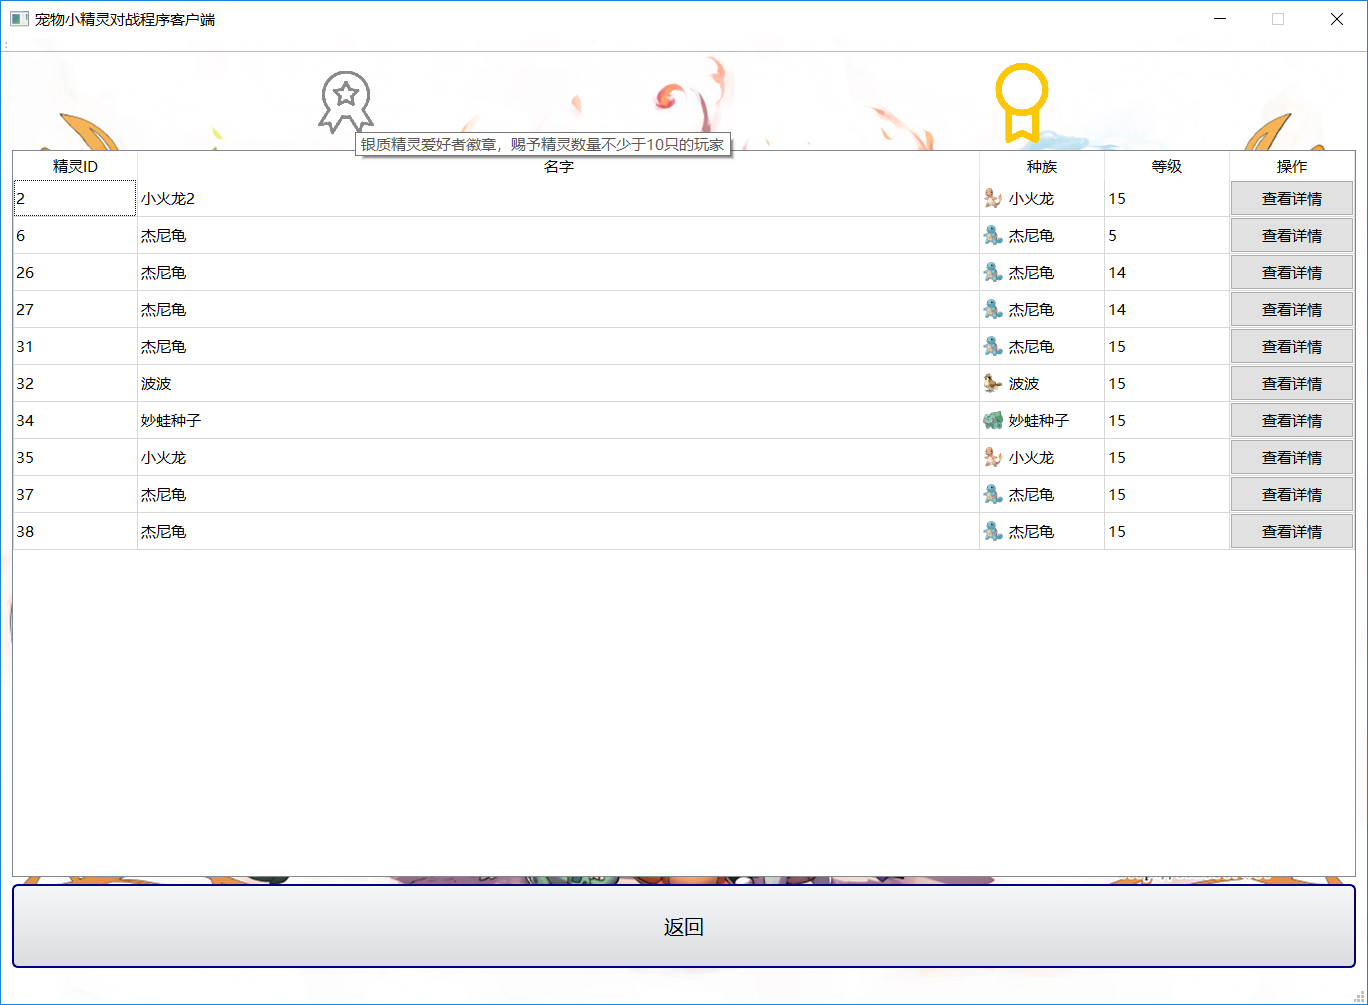 宠物小精灵对战程序客户端
银质精灵爱好者徽章，赐予精灵数量不少于10只的玩家
精灵ID 名字 种族 等级 操作
2 小火龙2 小火龙 15 查看详情
6 杰尼龟 杰尼龟 5 查看详情
26 杰尼龟 杰尼龟 14 查看详情
27 杰尼龟 杰尼龟 14 查看详情
31 杰尼龟 杰尼龟 15 查看详情
32 波波 波波 15 查看详情
34 妙蛙种子 妙蛙种子 15 查看详情
35 小火龙 小火龙 15 查看详情
37 杰尼龟 杰尼龟 15 查看详情
38 杰尼龟 杰尼龟 15 查看详情
返回